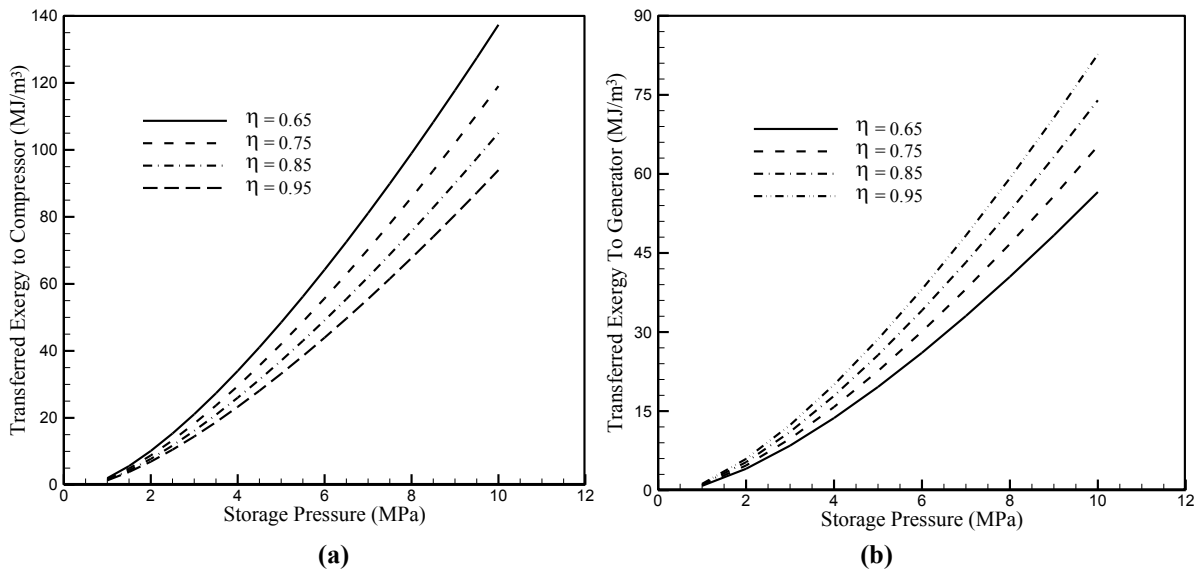 140
120
100
80
60
40
20
0
0 2 4 6 8 10 12
Transferred Exergy to Compressor (MJ/m³)
η = 0.65
η = 0.75
η = 0.85
η = 0.95
Storage Pressure (MPa)
(a)
90
75
60
45
30
15
0
0 2 4 6 8 10 12
Transferred Exergy To Generator (MJ/m³)
η = 0.65
η = 0.75
η = 0.85
η = 0.95
Storage Pressure (MPa)
(b)